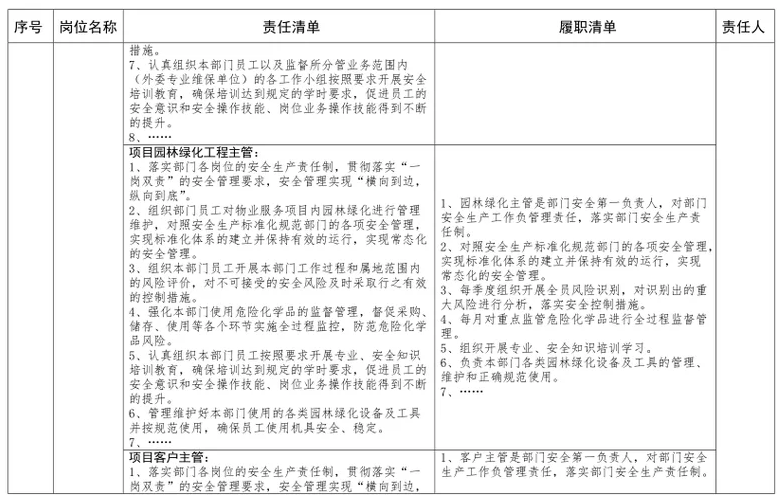 序号 岗位名称 责任清单 履职清单 责任人
措施。
7、认真组织本部门员工以及监督所分管业务范围内
（外委专业维保单位）的各工作小组按照要求开展安全
培训教育，确保培训达到规定的学时要求，促进员工的
安全意识和安全操作技能、岗位业务操作技能得到不断
的提升。
8、……
项目园林绿化工程主管：
1、落实部门各岗位的安全生产责任制，贯彻落实“一
岗双责”的安全管理要求，安全管理实现“横向到边，
纵向到底”。
2、组织部门员工对物业服务项目内园林绿化进行管理
维护，对照安全生产标准化规范部门的各项安全管理，
实现标准化体系的建立并保持有效的运行，实现常态化
的安全管理。
3、组织本部门员工开展本部门工作过程和属地范围内
的风险评价，对不可接受的安全风险及时采取行之有效
的控制措施。
4、强化本部门使用危险化学品的监督管理，督促采购、
储存、使用等各个环节实施全过程监控，防范危险化学
品风险。
5、认真组织本部门员工按照要求开展专业、安全知识
培训教育，确保培训达到规定的学时要求，促进员工的
安全意识和安全操作技能、岗位业务操作技能得到不断
的提升。
6、管理维护好本部门使用的各类园林绿化设备及工具
并按规范使用，确保员工使用机具安全、稳定。
7、……
1、园林绿化主管是部门安全第一负责人，对部门
安全生产工作负管理责任，落实部门安全生产责
任制。
2、对照安全生产标准化规范部门的各项安全管理，
实现标准化体系的建立并保持有效的运行，实现
常态化的安全管理。
3、每季度组织开展全员风险识别，对识别出的重
大风险进行分析，落实安全控制措施。
4、每月对重点监管危险化学品进行全过程监督管
理。
5、组织开展专业、安全知识培训学习。
6、负责本部门各类园林绿化设备及工具的管理、
维护和正确规范使用。
7、……
项目客户主管：
1、落实部门各岗位的安全生产责任制，贯彻落实“一
岗双责”的安全管理要求，安全管理实现“横向到边，
1、客户主管是部门安全第一负责人，对部门安全
生产工作负管理责任，落实部门安全生产责任制。